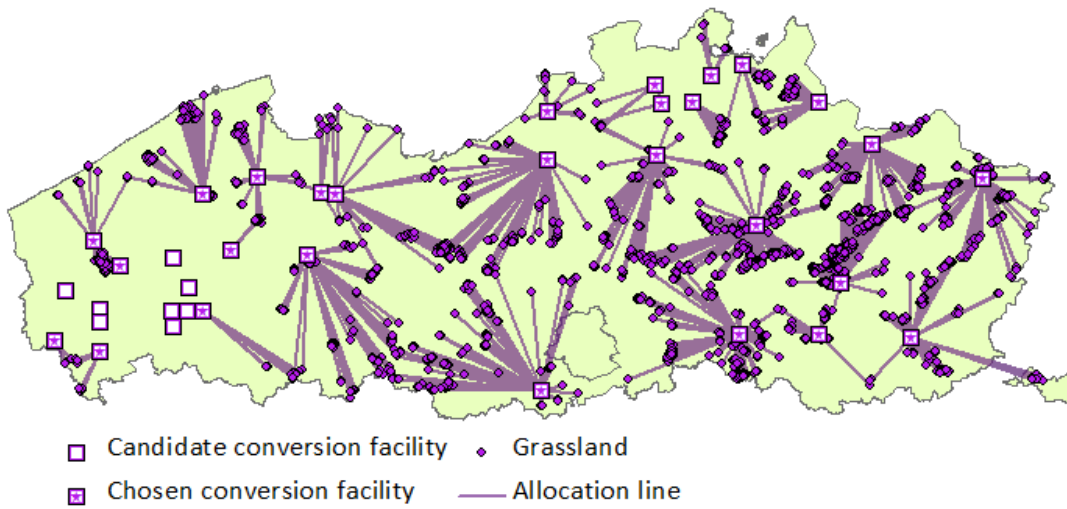 Candidate conversion facility
Grassland
Chosen conversion facility
Allocation line